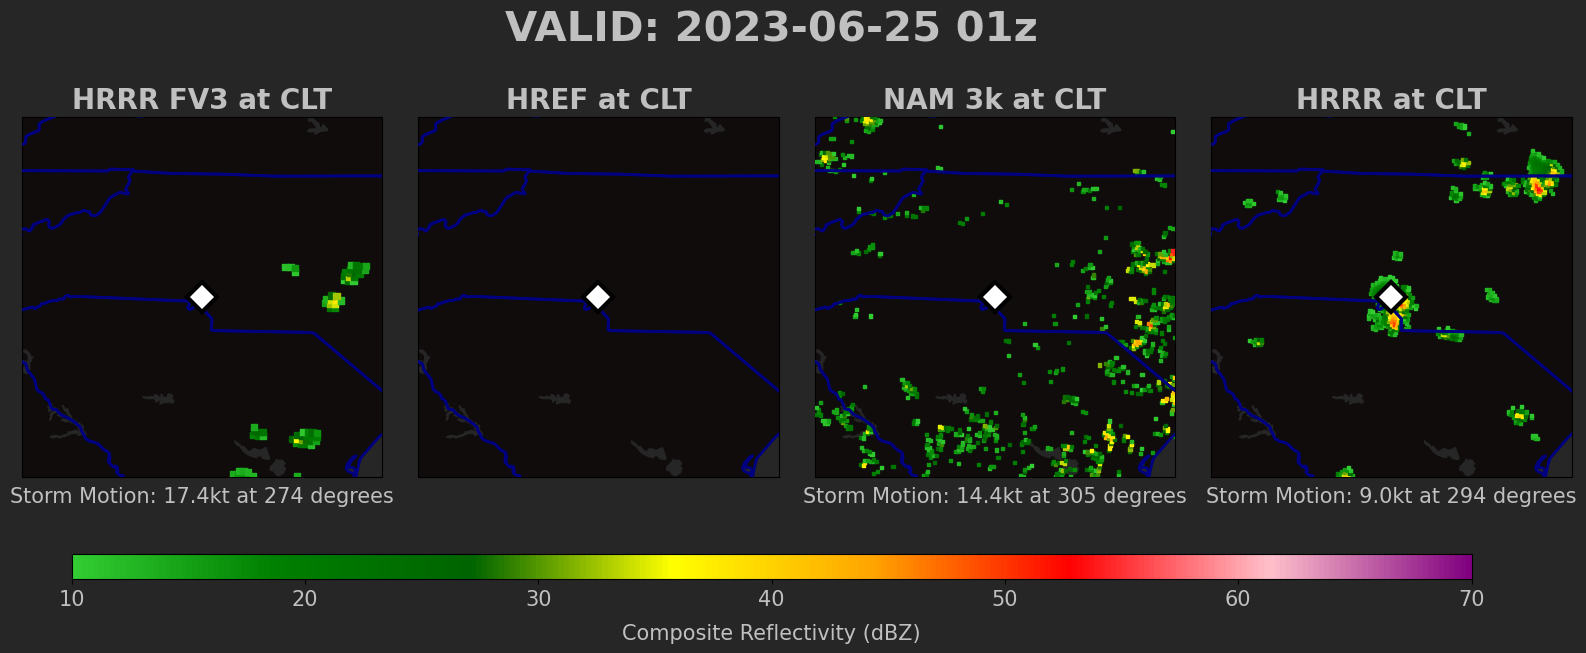 VALID: 2023-06-25 01z
HRRR FV3 at CLT
HREF at CLT
NAM 3k at CLT
HRRR at CLT
Storm Motion: 17.4kt at 274 degrees
Storm Motion: 14.4kt at 305 degrees
Storm Motion: 9.0kt at 294 degrees
10 20 30 40 50 60 70
Composite Reflectivity (dBZ)